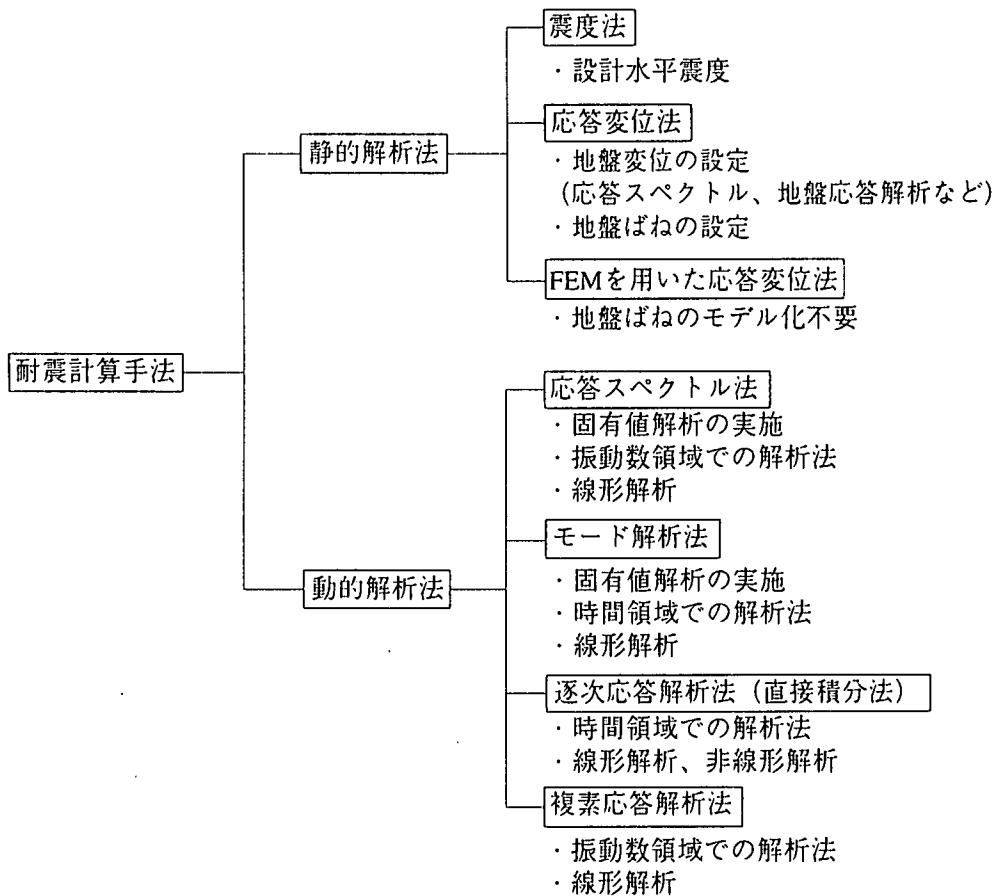 震度法
・設計水平震度
応答変位法
・地盤変位の設定
(応答スペクトル、地盤応答解析など)
・地盤ばねの設定
FEMを用いた応答変位法
・地盤ばねのモデル化不要
静的解析法
耐震計算手法
応答スペクトル法
・固有値解析の実施
・振動数領域での解析法
・線形解析
モード解析法
・固有値解析の実施
・時間領域での解析法
・線形解析
動的解析法
逐次応答解析法(直接積分法)
・時間領域での解析法
・線形解析、非線形解析
複素応答解析法
・振動数領域での解析法
・線形解析